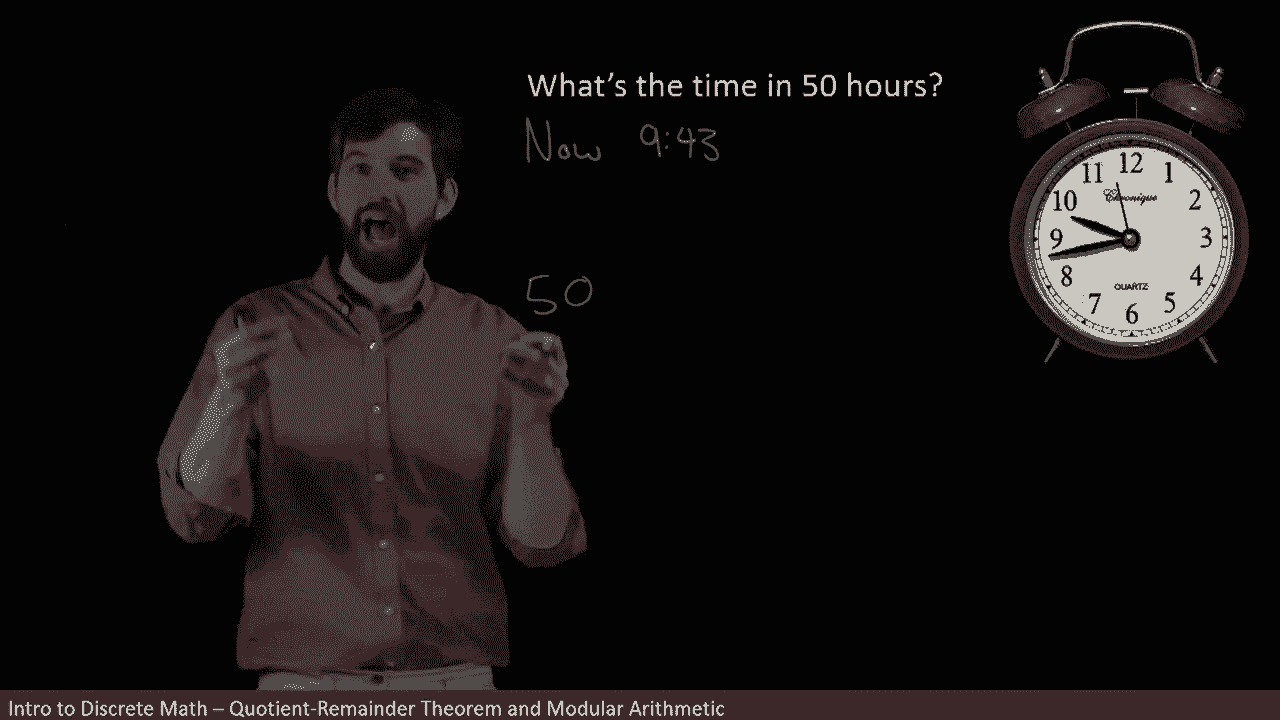 What's the time in 50 hours?
Now 9:43
50
12
11
1
10
2
Chronique
9
3
8
4
QUARTZ
7
5
6
Intro to Discrete Math – Quotient-Remainder Theorem and Modular Arithmetic